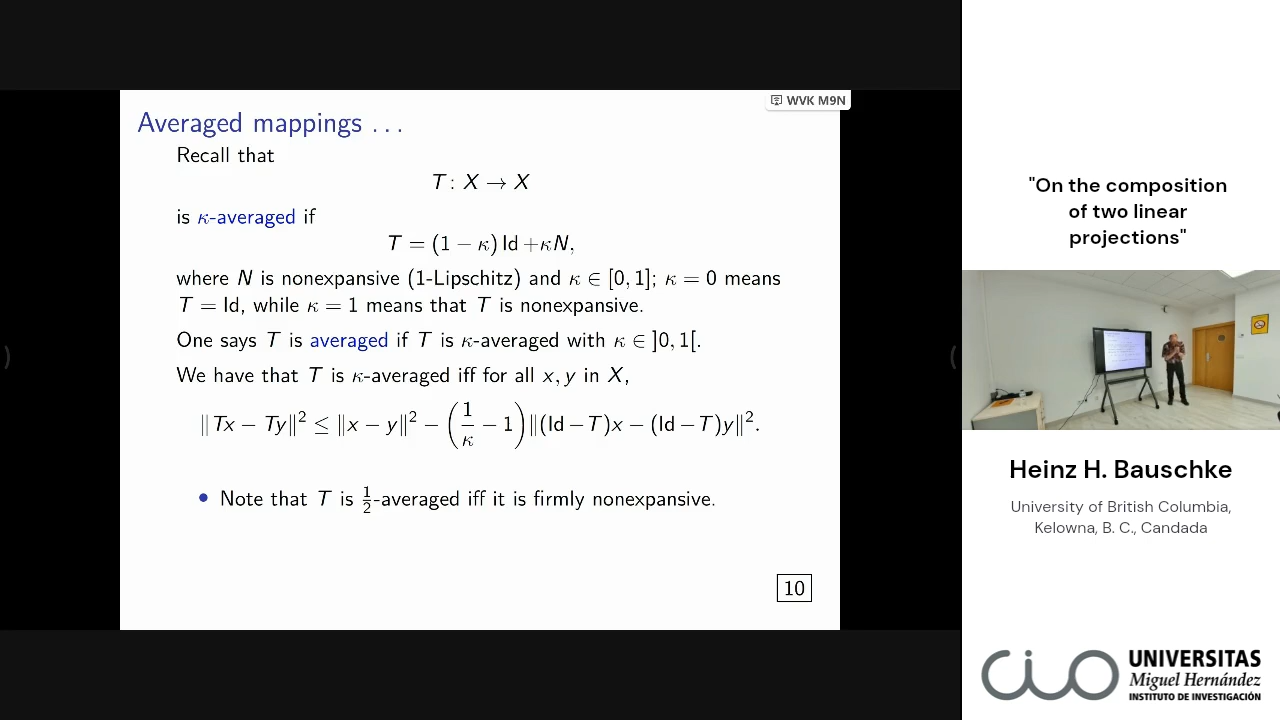 WVK M9N
Averaged mappings . . .
Recall that
T : X → X
is κ-averaged if
T = (1 − κ) Id +κN,
where N is nonexpansive (1-Lipschitz) and κ ∈ [0, 1]; κ = 0 means
T = Id, while κ = 1 means that T is nonexpansive.
One says T is averaged if T is κ-averaged with κ ∈ ]0, 1[.
We have that T is κ-averaged iff for all x, y in X,
‖Tx − Ty‖² ≤ ‖x − y‖² − (1/κ − 1)‖(Id −T)x − (Id −T)y‖².
• Note that T is 1/2-averaged iff it is firmly nonexpansive.
10
"On the composition
of two linear
projections"
Heinz H. Bauschke
University of British Columbia,
Kelowna, B. C., Candada
CIO
UNIVERSITAS
Miguel Hernández
INSTITUTO DE INVESTIGACIÓN